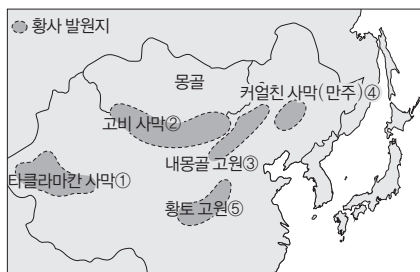 황사 발원지
몽골
커얼친 사막(만주)④
고비 사막②
내몽골 고원③
타클라마칸 사막①
황토 고원⑤